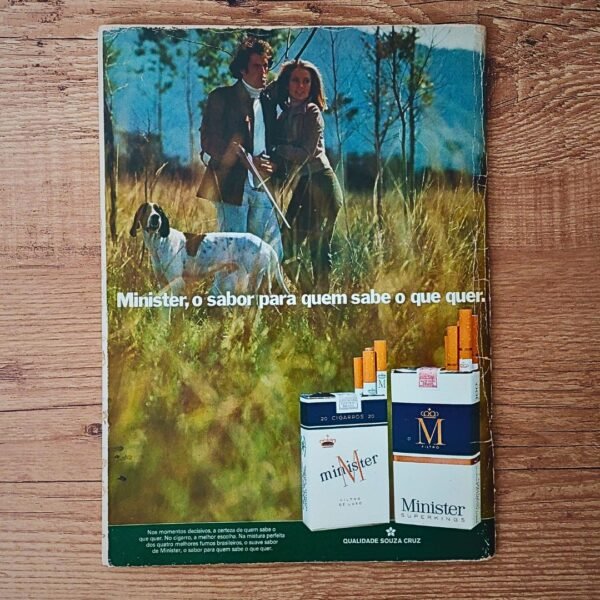 Minister, o sabor para quem sabe o que quer.
20 CIGARROS 20
M
minister
FILTRO
DE LUXO
M
M
FILTRO
Minister
SUPERKINGS
Nos momentos decisivos, a certeza de quem sabe o
que quer. No cigarro, a melhor escolha. Na mistura perfeita
dos quatro melhores fumos brasileiros, o suave sabor
de Minister, o sabor para quem sabe o que quer.
QUALIDADE SOUZA CRUZ